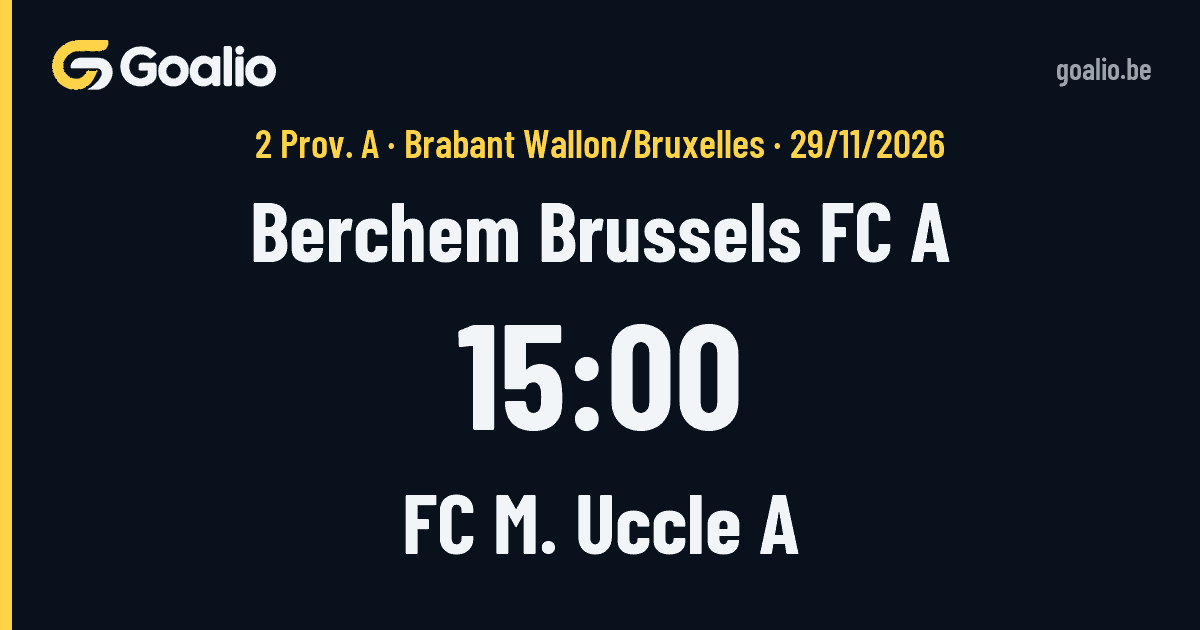 Goalio
goalio.be
2 Prov. A · Brabant Wallon/Bruxelles · 29/11/2026
Berchem Brussels FC A
15:00
FC M. Uccle A